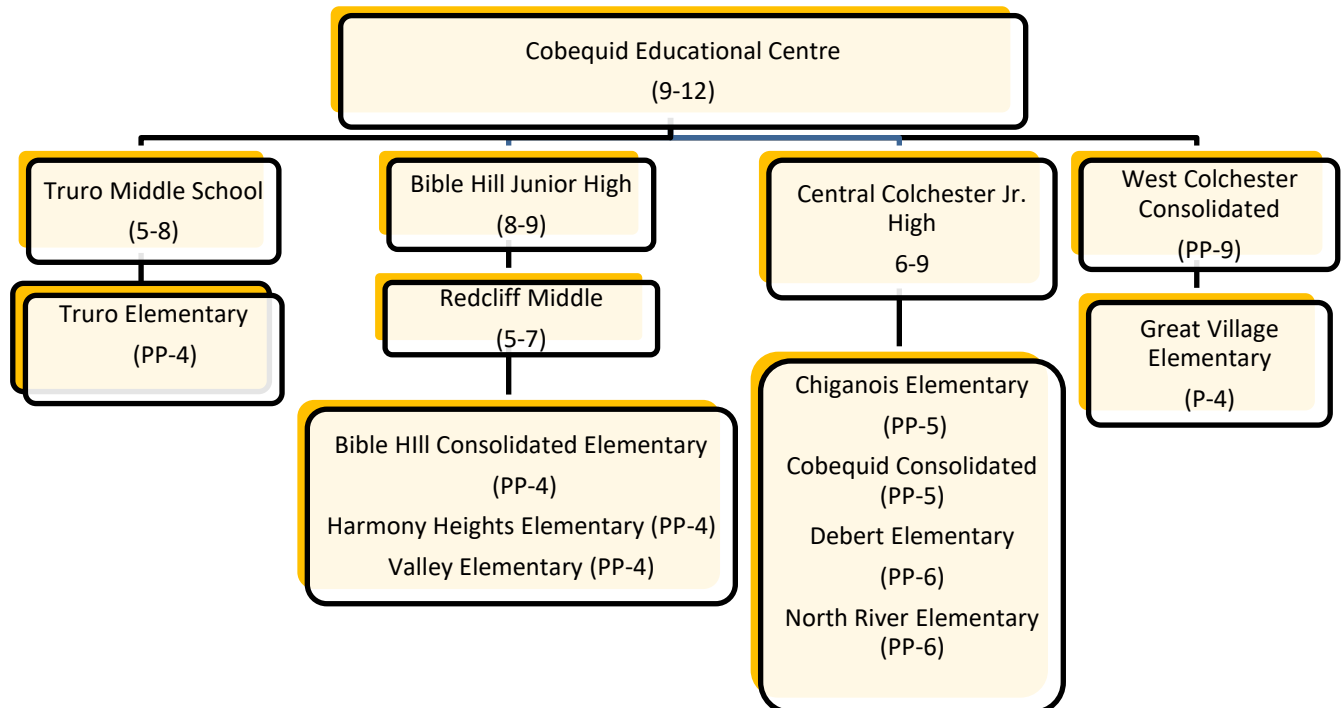 Cobequid Educational Centre
(9-12)
Truro Middle School
(5-8)
Truro Elementary
(PP-4)
Bible Hill Junior High
(8-9)
Redcliff Middle
(5-7)
Bible HIll Consolidated Elementary
(PP-4)
Harmony Heights Elementary (PP-4)
Valley Elementary (PP-4)
Central Colchester Jr.
High
6-9
Chiganois Elementary
(PP-5)
Cobequid Consolidated
(PP-5)
Debert Elementary
(PP-6)
North River Elementary
(PP-6)
West Colchester
Consolidated
(PP-9)
Great Village
Elementary
(P-4)